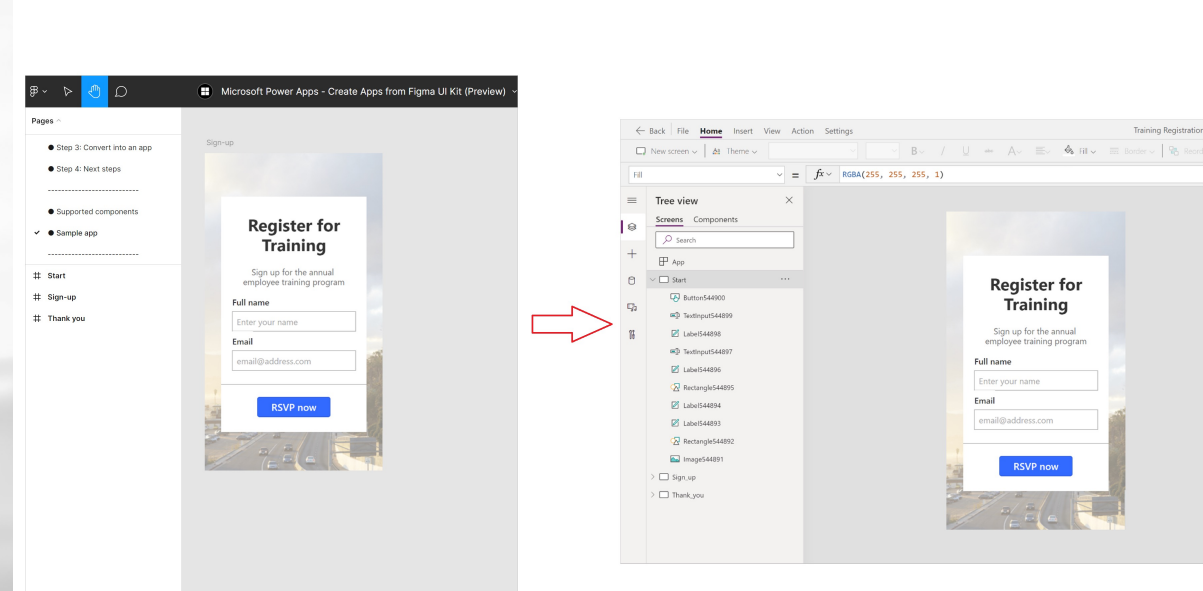 Microsoft Power Apps - Create Apps from Figma UI Kit (Preview)
Pages
Step 3: Convert into an app
Step 4: Next steps
---------------------------
Supported components
Sample app
---------------------------
Start
Sign-up
Thank you
Sign-up
Register for
Training
Sign up for the annual
employee training program
Full name
Enter your name
Email
email@address.com
RSVP now
Back File Home Insert View Action Settings
Training Registration
New screen Theme B / U A Fill Border
Fill = fx RGBA(255, 255, 255, 1)
Tree view
Screens Components
Search
App
Start
Button544900
TextInput544899
Label544898
TextInput544897
Label544896
Rectangle544895
Label544894
Label544893
Rectangle544892
Image544891
Sign_up
Thank_you
Register for
Training
Sign up for the annual
employee training program
Full name
Enter your name
Email
email@address.com
RSVP now